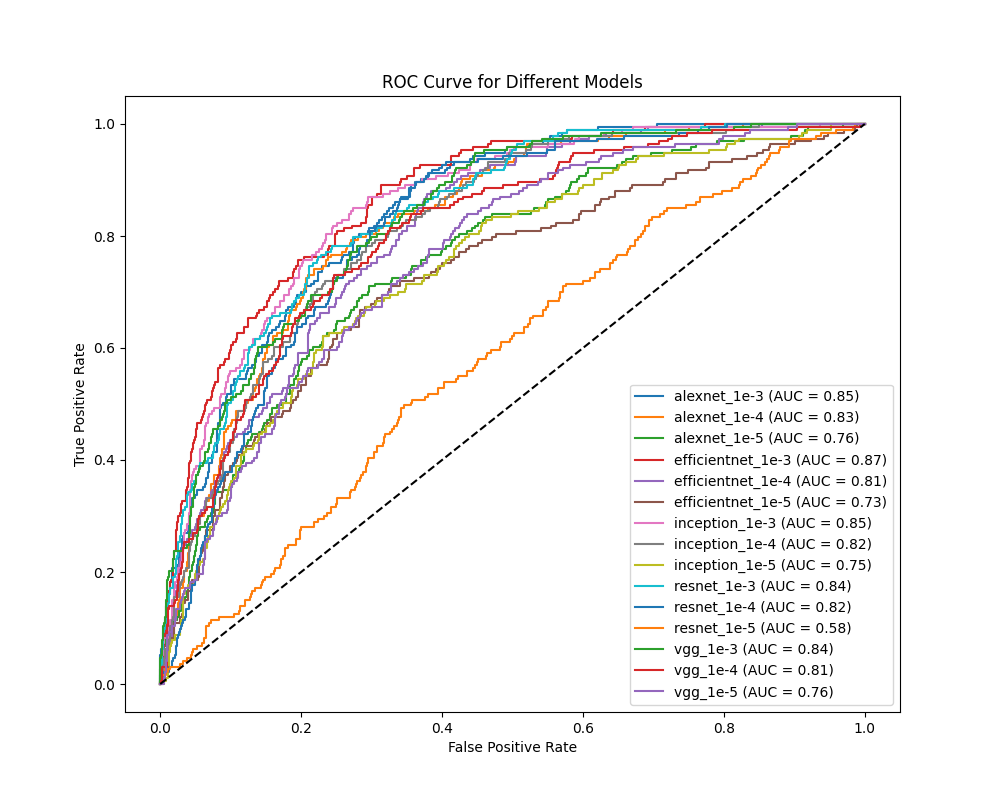 ROC Curve for Different Models
True Positive Rate
1.0
0.8
0.6
0.4
0.2
0.0
alexnet_1e-3 (AUC = 0.85)
alexnet_1e-4 (AUC = 0.83)
alexnet_1e-5 (AUC = 0.76)
efficientnet_1e-3 (AUC = 0.87)
efficientnet_1e-4 (AUC = 0.81)
efficientnet_1e-5 (AUC = 0.73)
inception_1e-3 (AUC = 0.85)
inception_1e-4 (AUC = 0.82)
inception_1e-5 (AUC = 0.75)
resnet_1e-3 (AUC = 0.84)
resnet_1e-4 (AUC = 0.82)
resnet_1e-5 (AUC = 0.58)
vgg_1e-3 (AUC = 0.84)
vgg_1e-4 (AUC = 0.81)
vgg_1e-5 (AUC = 0.76)
0.0 0.2 0.4 0.6 0.8 1.0
False Positive Rate